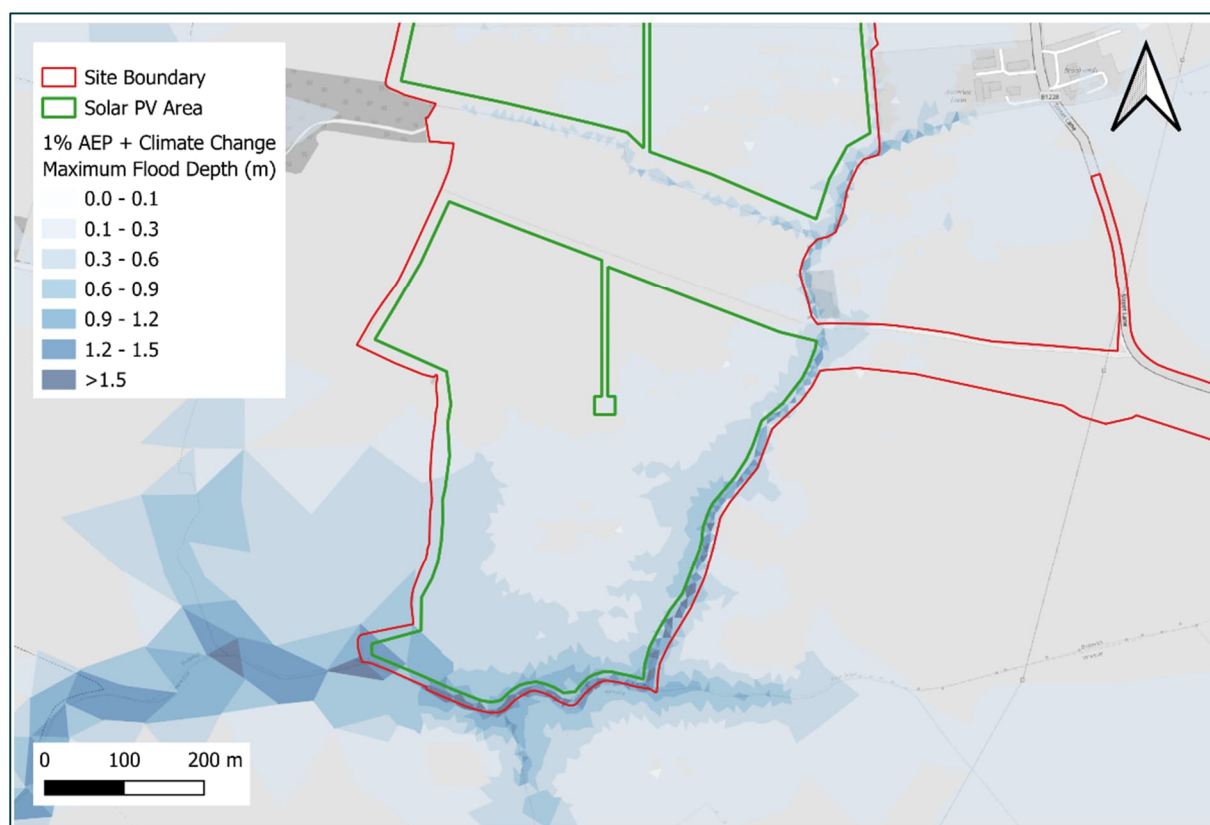 Site Boundary
Solar PV Area
1% AEP + Climate Change
Maximum Flood Depth (m)
0.0 - 0.1
0.1 - 0.3
0.3 - 0.6
0.6 - 0.9
0.9 - 1.2
1.2 - 1.5
>1.5
B1228
Street Lane
0 100 200 m